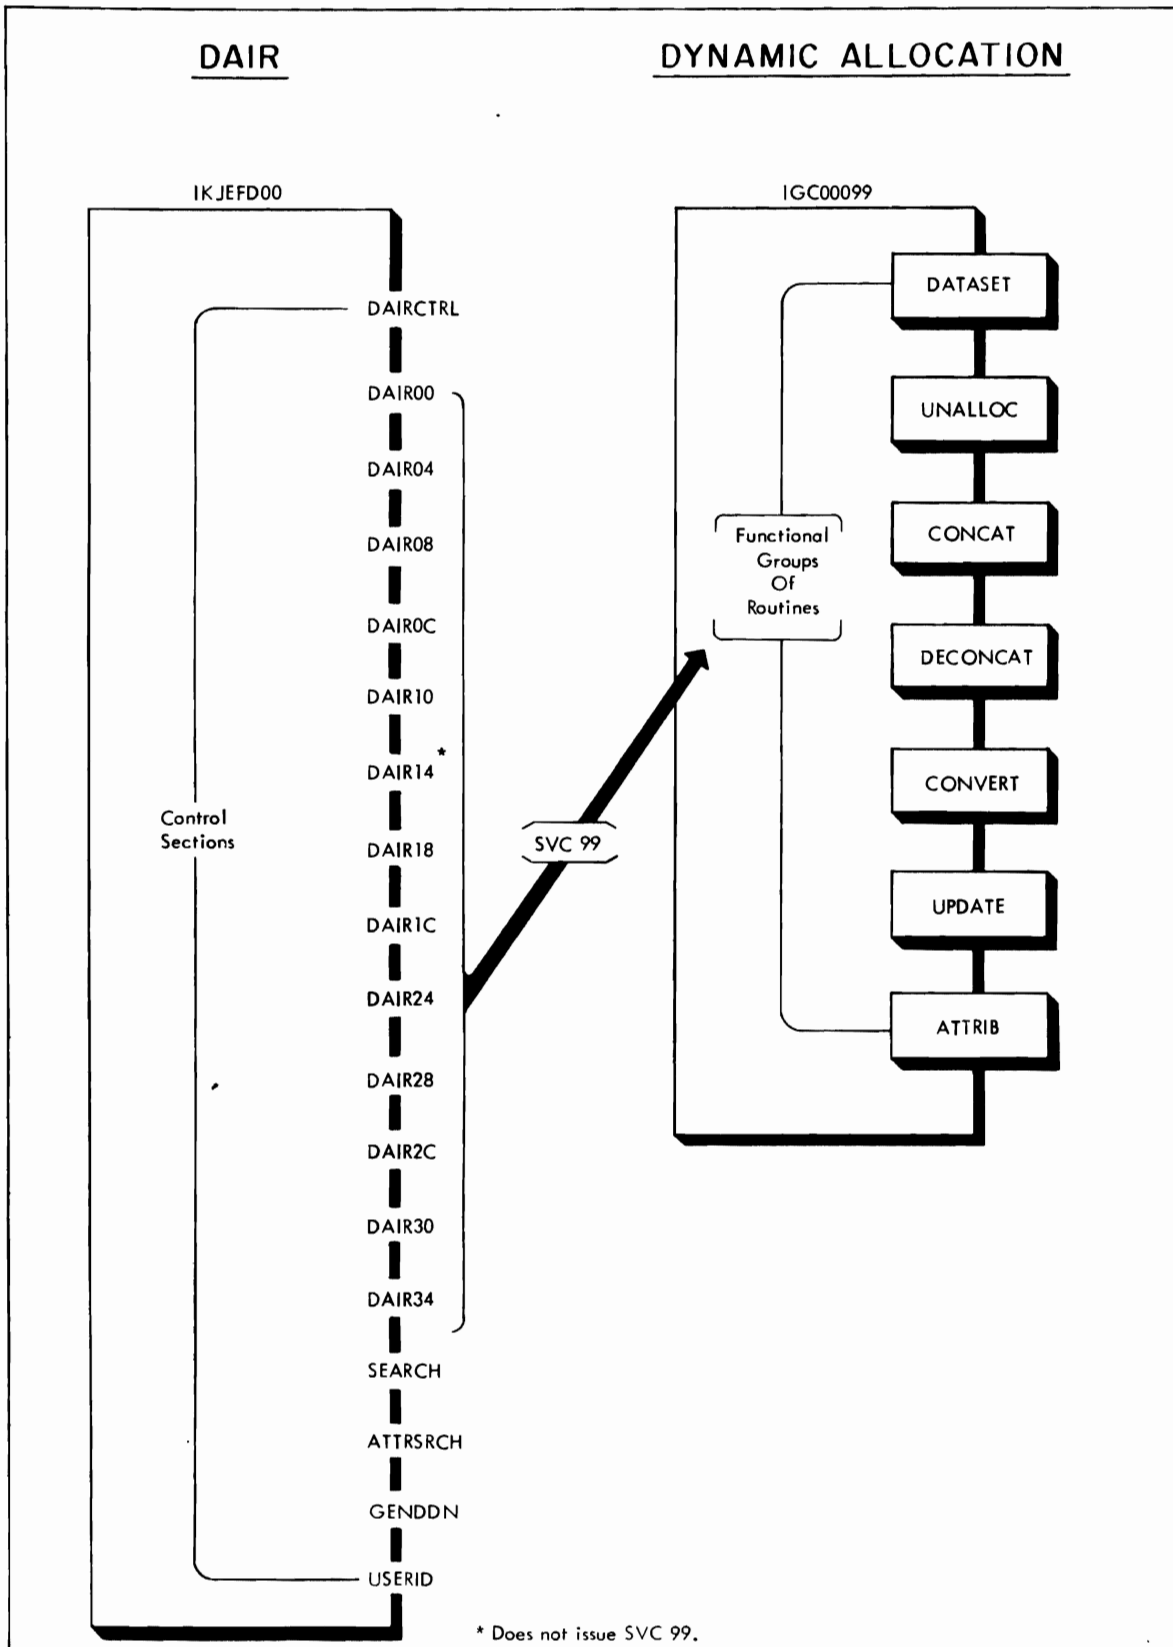 DAIR
DYNAMIC ALLOCATION
IKJEFD00
IGC00099
DAIRCTRL
DAIR00
DAIR04
DAIR08
DAIR0C
DAIR10
*
DAIR14
DAIR18
DAIR1C
DAIR24
DAIR28
DAIR2C
DAIR30
DAIR34
SEARCH
ATTRSRCH
GENDDN
USERID
Control
Sections
SVC 99
Functional
Groups
Of
Routines
DATASET
UNALLOC
CONCAT
DECONCAT
CONVERT
UPDATE
ATTRIB
* Does not issue SVC 99.